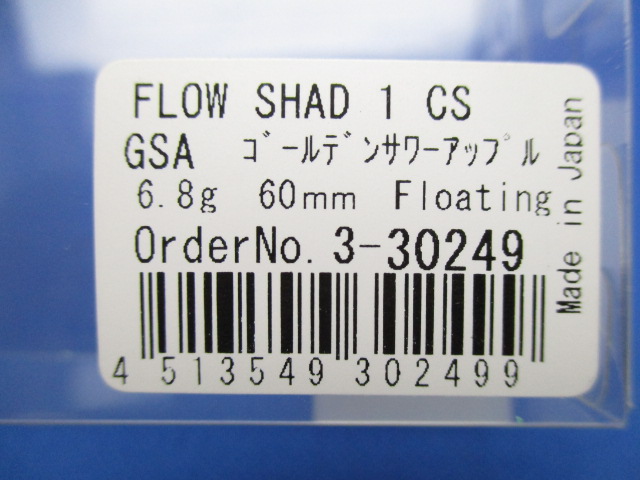 FLOW SHAD 1 CS
GSA ｺﾞｰﾙﾃﾞﾝｻﾜｰｱｯﾌﾟﾙ
6.8g 60mm Floating
OrderNo. 3-30249
4 513549 302499
Made in Japan